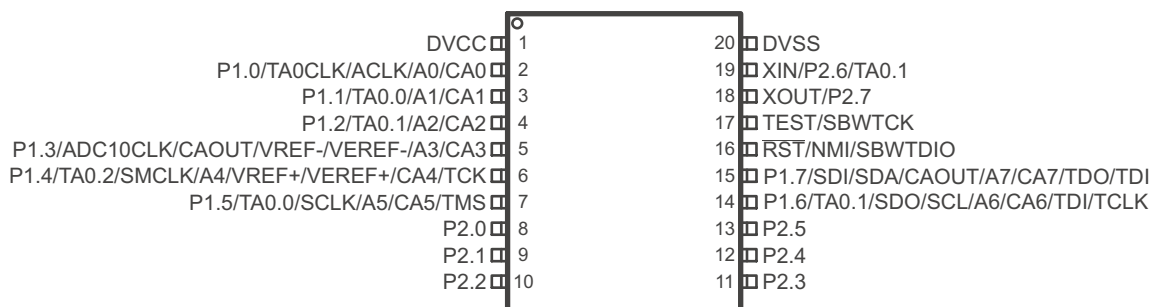 DVCC 1 20 DVSS
P1.0/TA0CLK/ACLK/A0/CA0 2 19 XIN/P2.6/TA0.1
P1.1/TA0.0/A1/CA1 3 18 XOUT/P2.7
P1.2/TA0.1/A2/CA2 4 17 TEST/SBWTCK
P1.3/ADC10CLK/CAOUT/VREF-/VEREF-/A3/CA3 5 16 R̅S̅T̅/NMI/SBWTDIO
P1.4/TA0.2/SMCLK/A4/VREF+/VEREF+/CA4/TCK 6 15 P1.7/SDI/SDA/CAOUT/A7/CA7/TDO/TDI
P1.5/TA0.0/SCLK/A5/CA5/TMS 7 14 P1.6/TA0.1/SDO/SCL/A6/CA6/TDI/TCLK
P2.0 8 13 P2.5
P2.1 9 12 P2.4
P2.2 10 11 P2.3